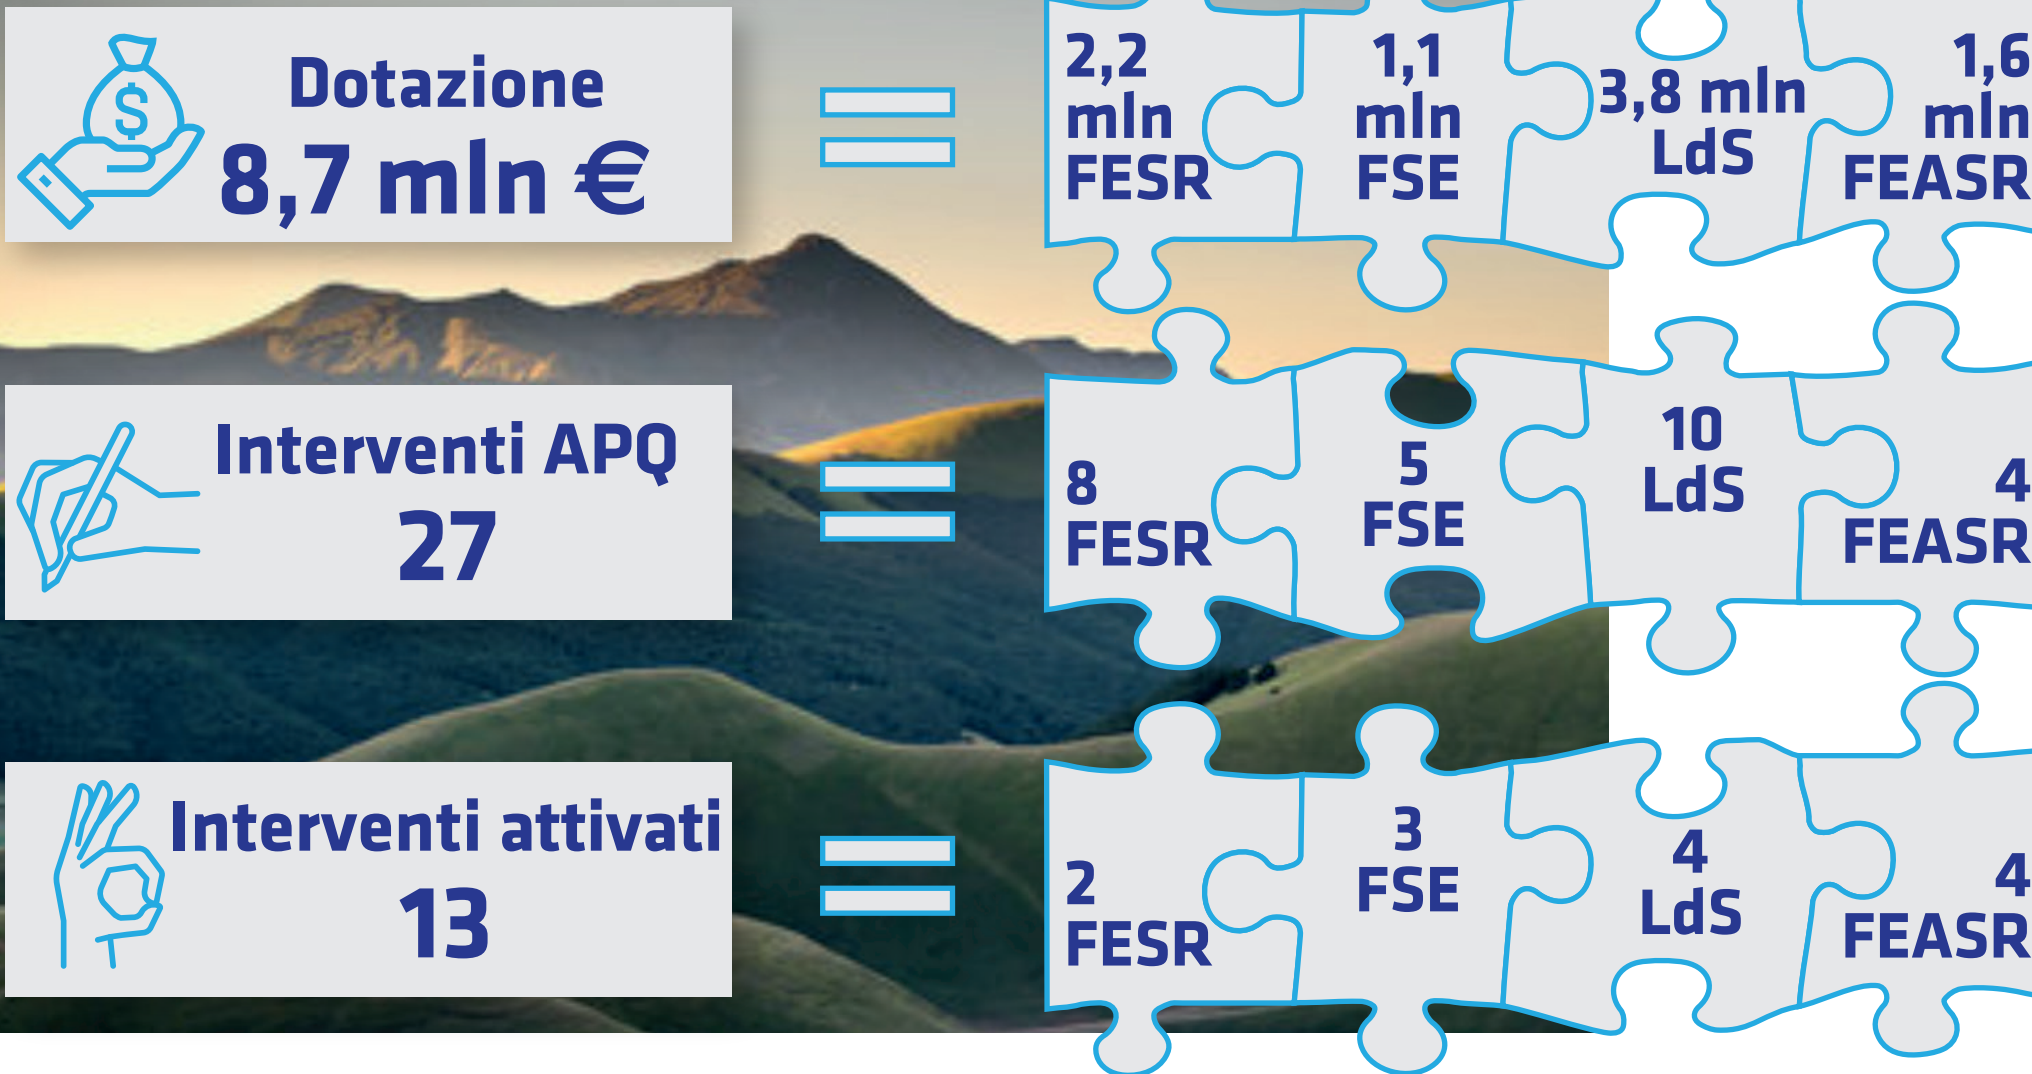 Dotazione
8,7 mln €
2,2
mln
FESR
1,1
mln
FSE
3,8 mln
LdS
1,6
mln
FEASR
Interventi APQ
27
8
FESR
5
FSE
10
LdS
4
FEASR
Interventi attivati
13
2
FESR
3
FSE
4
LdS
4
FEASR